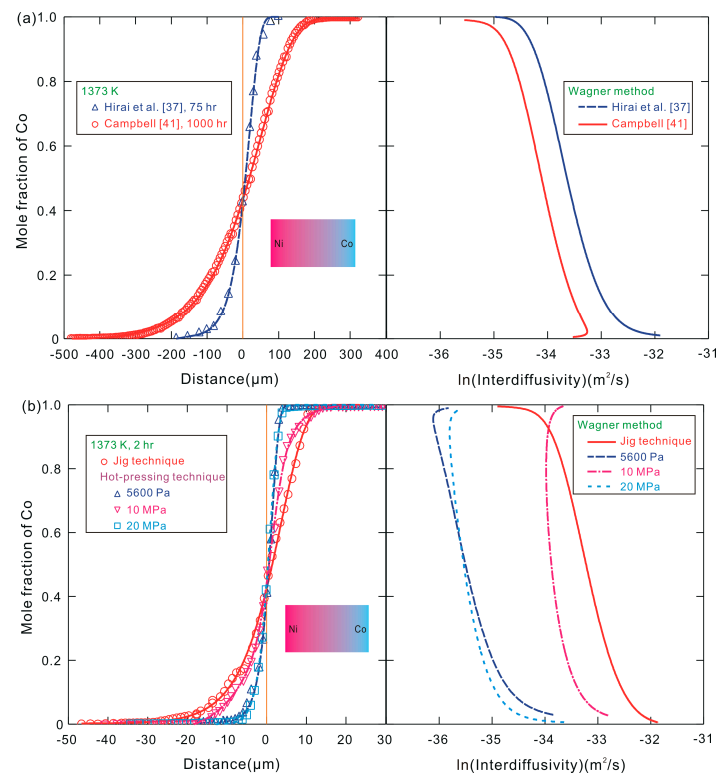 (a)
1.0
0.8
0.6
0.4
0.2
0
Mole fraction of Co
1373 K
Hirai et al. [37], 75 hr
Campbell [41], 1000 hr
Ni Co
-500 -400 -300 -200 -100 0 100 200 300 400
Distance(μm)
Wagner method
Hirai et al. [37]
Campbell [41]
-36 -35 -34 -33 -32 -31
ln(Interdiffusivity)(m²/s)
(b)
1.0
0.8
0.6
0.4
0.2
0
Mole fraction of Co
1373 K, 2 hr
Jig technique
Hot-pressing technique
5600 Pa
10 MPa
20 MPa
Ni Co
-50 -40 -30 -20 -10 0 10 20 30
Distance(μm)
Wagner method
Jig technique
5600 Pa
10 MPa
20 MPa
-36 -35 -34 -33 -32 -31
ln(Interdiffusivity)(m²/s)